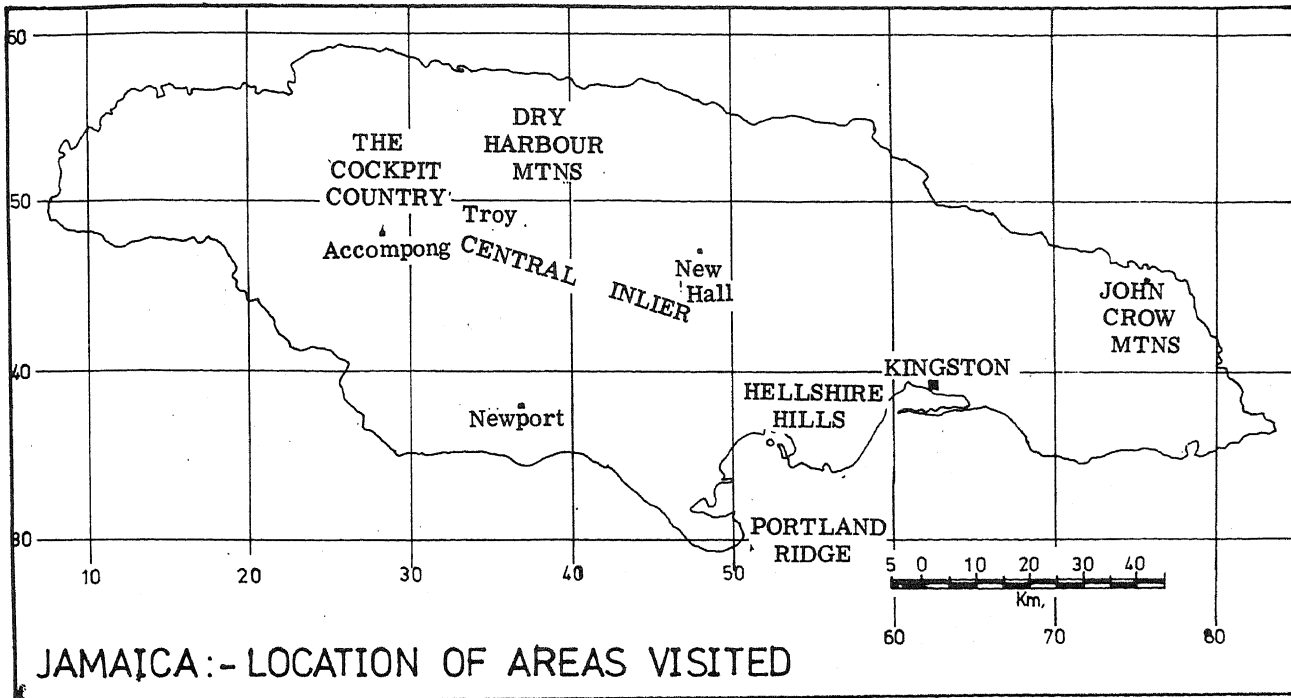 60
DRY
HARBOUR
MTNS
THE
COCKPIT
COUNTRY
50
Troy
Accompong
CENTRAL INLIER
New
Hall
JOHN
CROW
MTNS
40
KINGSTON
HELLSHIRE
HILLS
Newport
PORTLAND
RIDGE
30
10 20 30 40 50
5 0 10 20 30 40
Km,
60 70 80
JAMAICA:- LOCATION OF AREAS VISITED